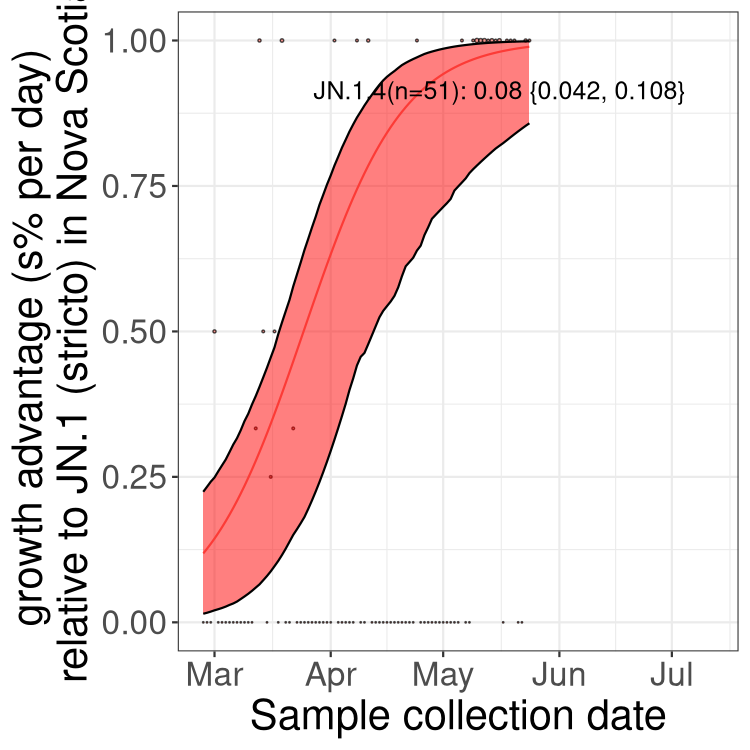 growth advantage (s% per day)
relative to JN.1 (stricto) in Nova Scotia
1.00
0.75
0.50
0.25
0.00
JN.1.4(n=51): 0.08 {0.042, 0.108}
Mar Apr May Jun Jul
Sample collection date